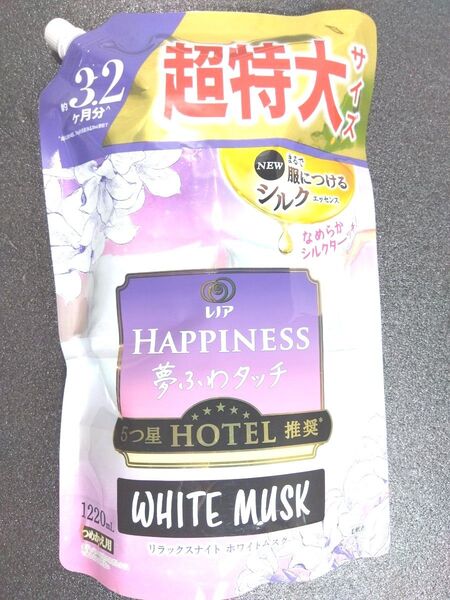 超特大サイズ
約3.2
ヶ月分
NEW まるで
服につける
シルク エッセンス
なめらか
シルクタッチ
レノア
HAPPINESS
夢ふわタッチ
5つ星 HOTEL 推奨*
WHITE MUSK
1220mL
つめかえ用
リラックスナイト ホワイトムスク